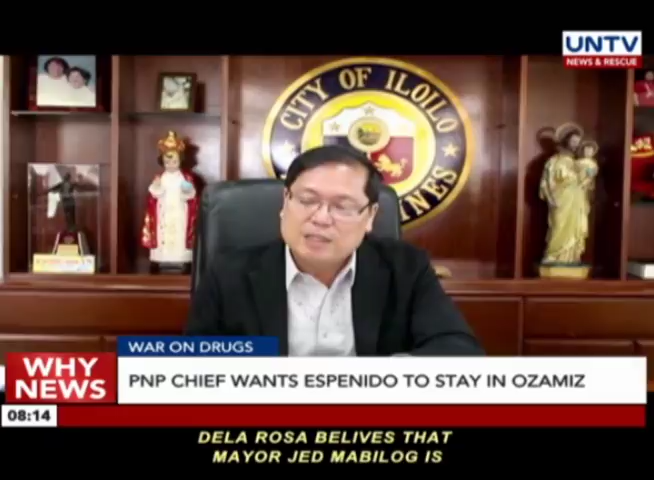 UNTV
NEWS & RESCUE
CITY OF ILOILO
WAR ON DRUGS
WHY
NEWS
PNP CHIEF WANTS ESPENIDO TO STAY IN OZAMIZ
08:14
DELA ROSA BELIVES THAT
MAYOR JED MABILOG IS